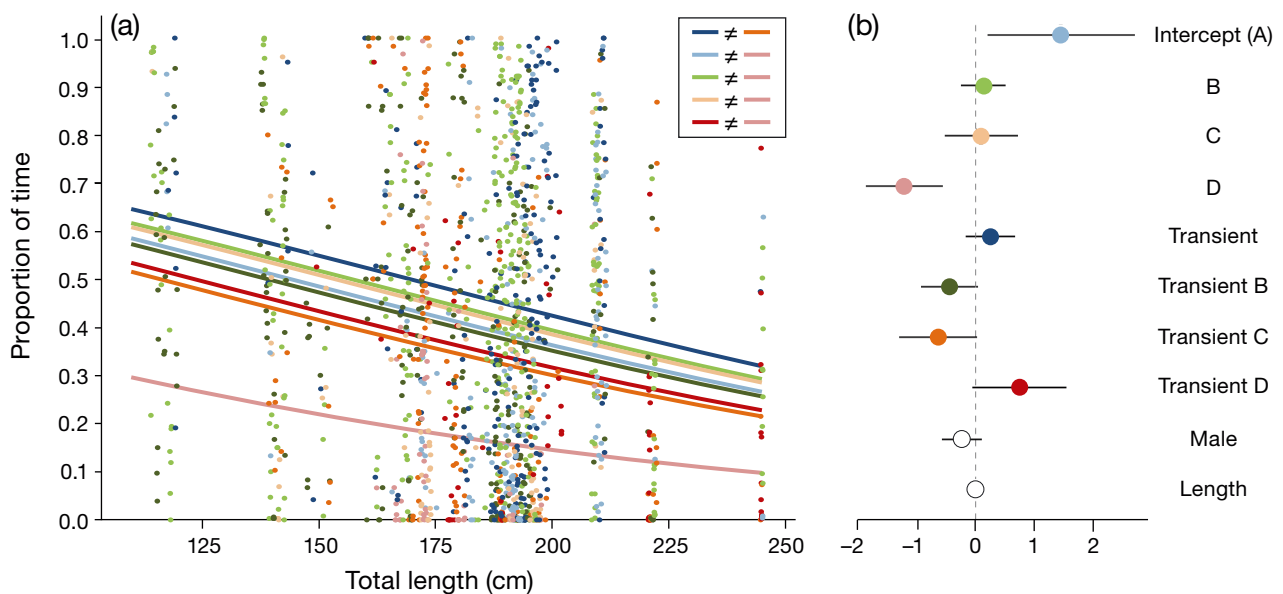 (a)
≠
≠
≠
≠
≠
Proportion of time
1.0
0.9
0.8
0.7
0.6
0.5
0.4
0.3
0.2
0.1
0.0
125 150 175 200 225 250
Total length (cm)
(b)
Intercept (A)
B
C
D
Transient
Transient B
Transient C
Transient D
Male
Length
−2 −1 0 1 2